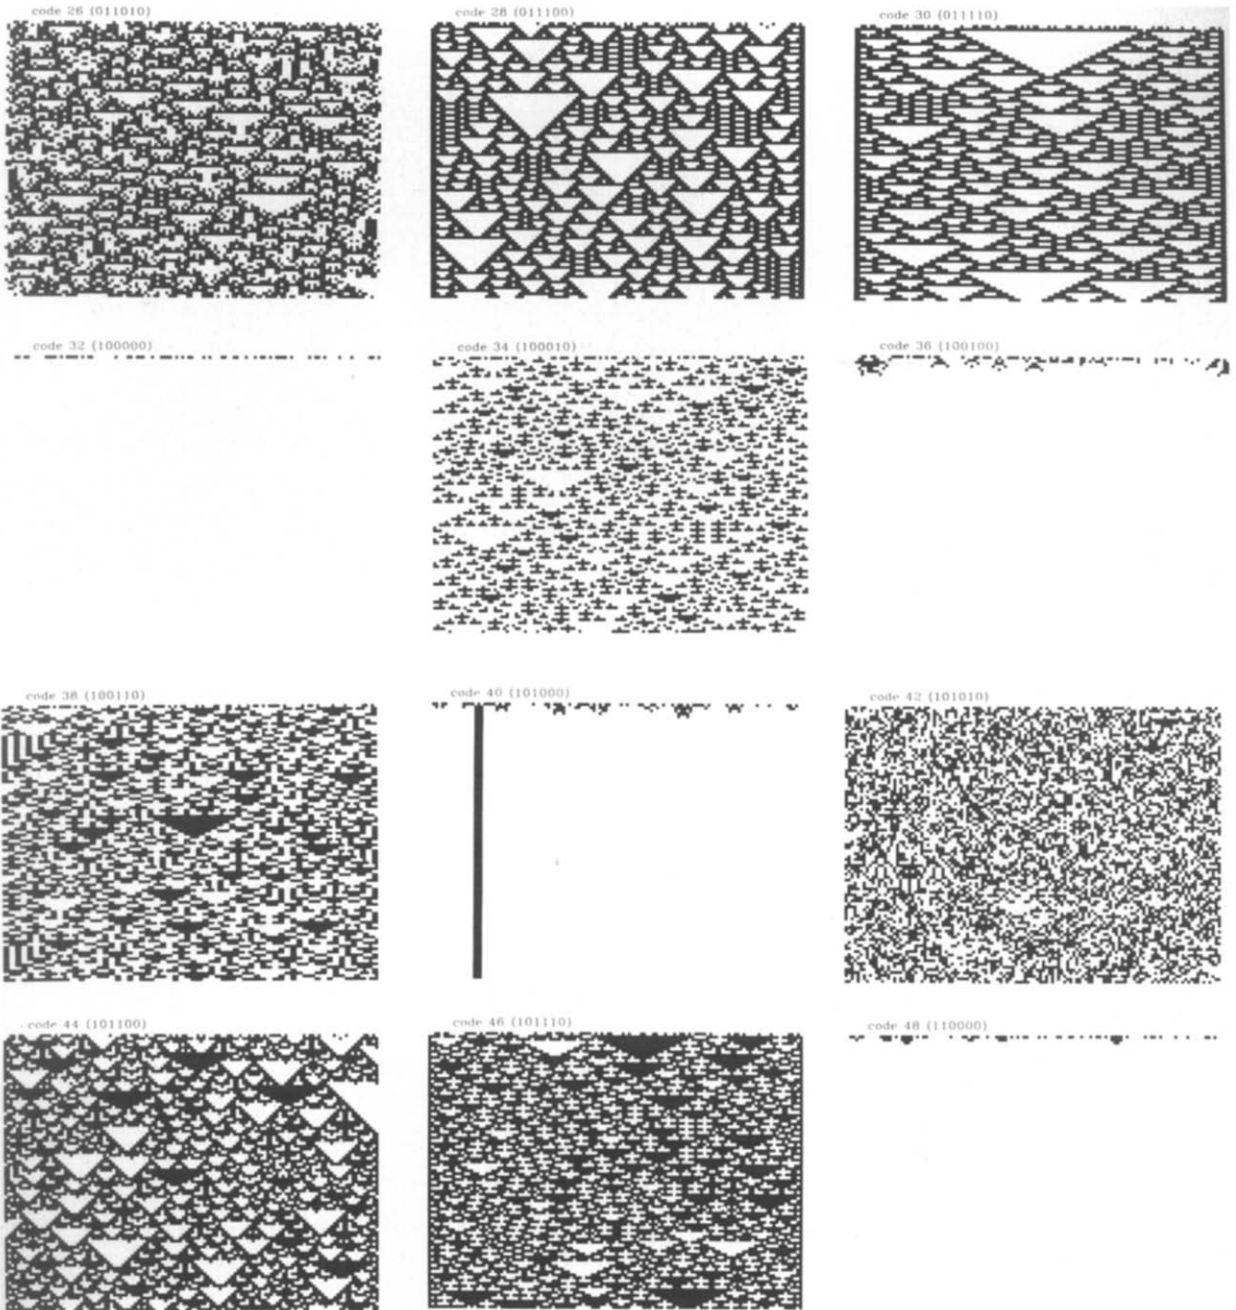 code 26 (011010)
code 28 (011100)
code 30 (011110)
code 32 (100000)
code 34 (100010)
code 36 (100100)
code 38 (100110)
code 40 (101000)
code 42 (101010)
code 44 (101100)
code 46 (101110)
code 48 (110000)